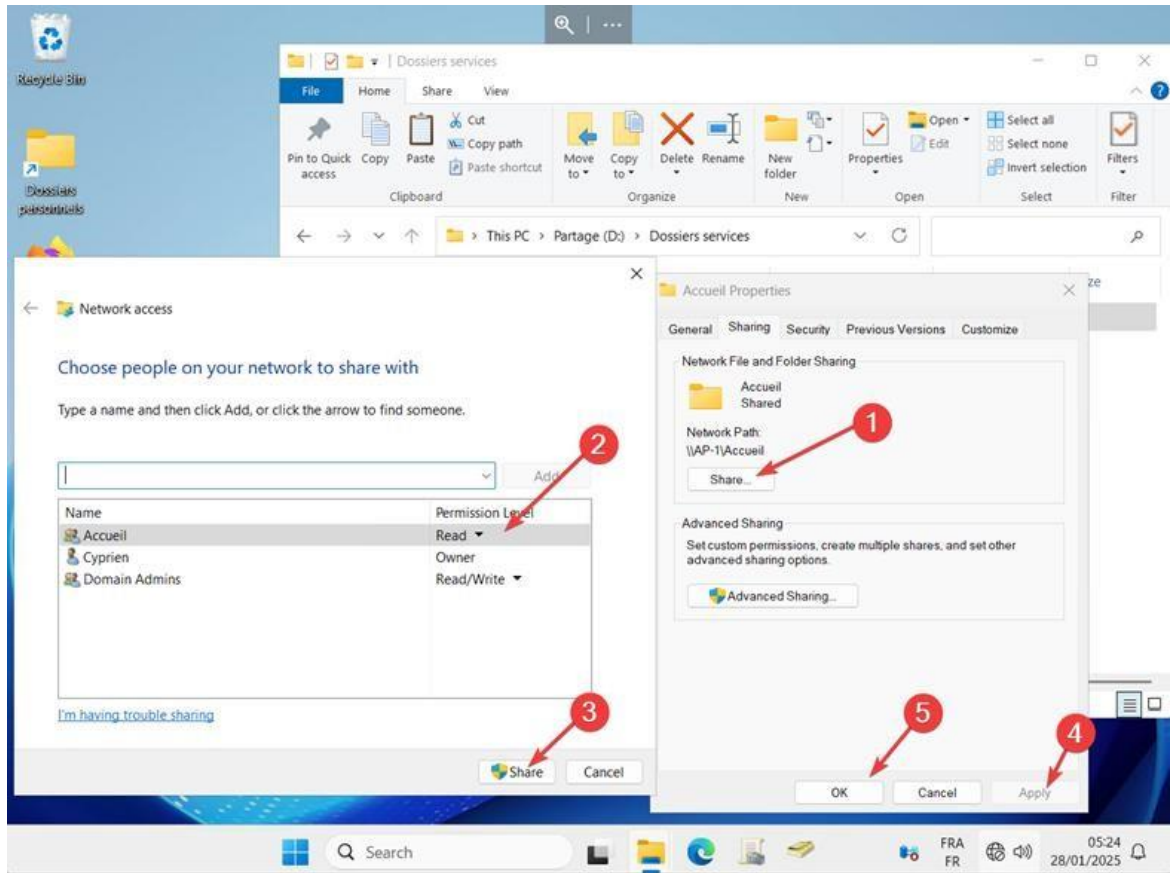 Recycle Bin
Dossiers
personnels
Dossiers services
File Home Share View
Pin to Quick
access
Copy
Paste
Cut
Copy path
Paste shortcut
Move
to
Copy
to
Delete
Rename
New
folder
Properties
Open
Edit
Select all
Select none
Invert selection
Filters
Clipboard Organize New Open Select Filter
This PC > Partage (D:) > Dossiers services
ze
Network access
Choose people on your network to share with
Type a name and then click Add, or click the arrow to find someone.
2
Add
Name Permission Level
Accueil Read
Cyprien Owner
Domain Admins Read/Write
I'm having trouble sharing
3
Share Cancel
Accueil Properties
General Sharing Security Previous Versions Customize
Network File and Folder Sharing
Accueil
Shared
1
Network Path:
\\AP-1\Accueil
Share...
Advanced Sharing
Set custom permissions, create multiple shares, and set other
advanced sharing options.
Advanced Sharing...
5
4
OK Cancel Apply
Search
FRA
FR
05:24
28/01/2025